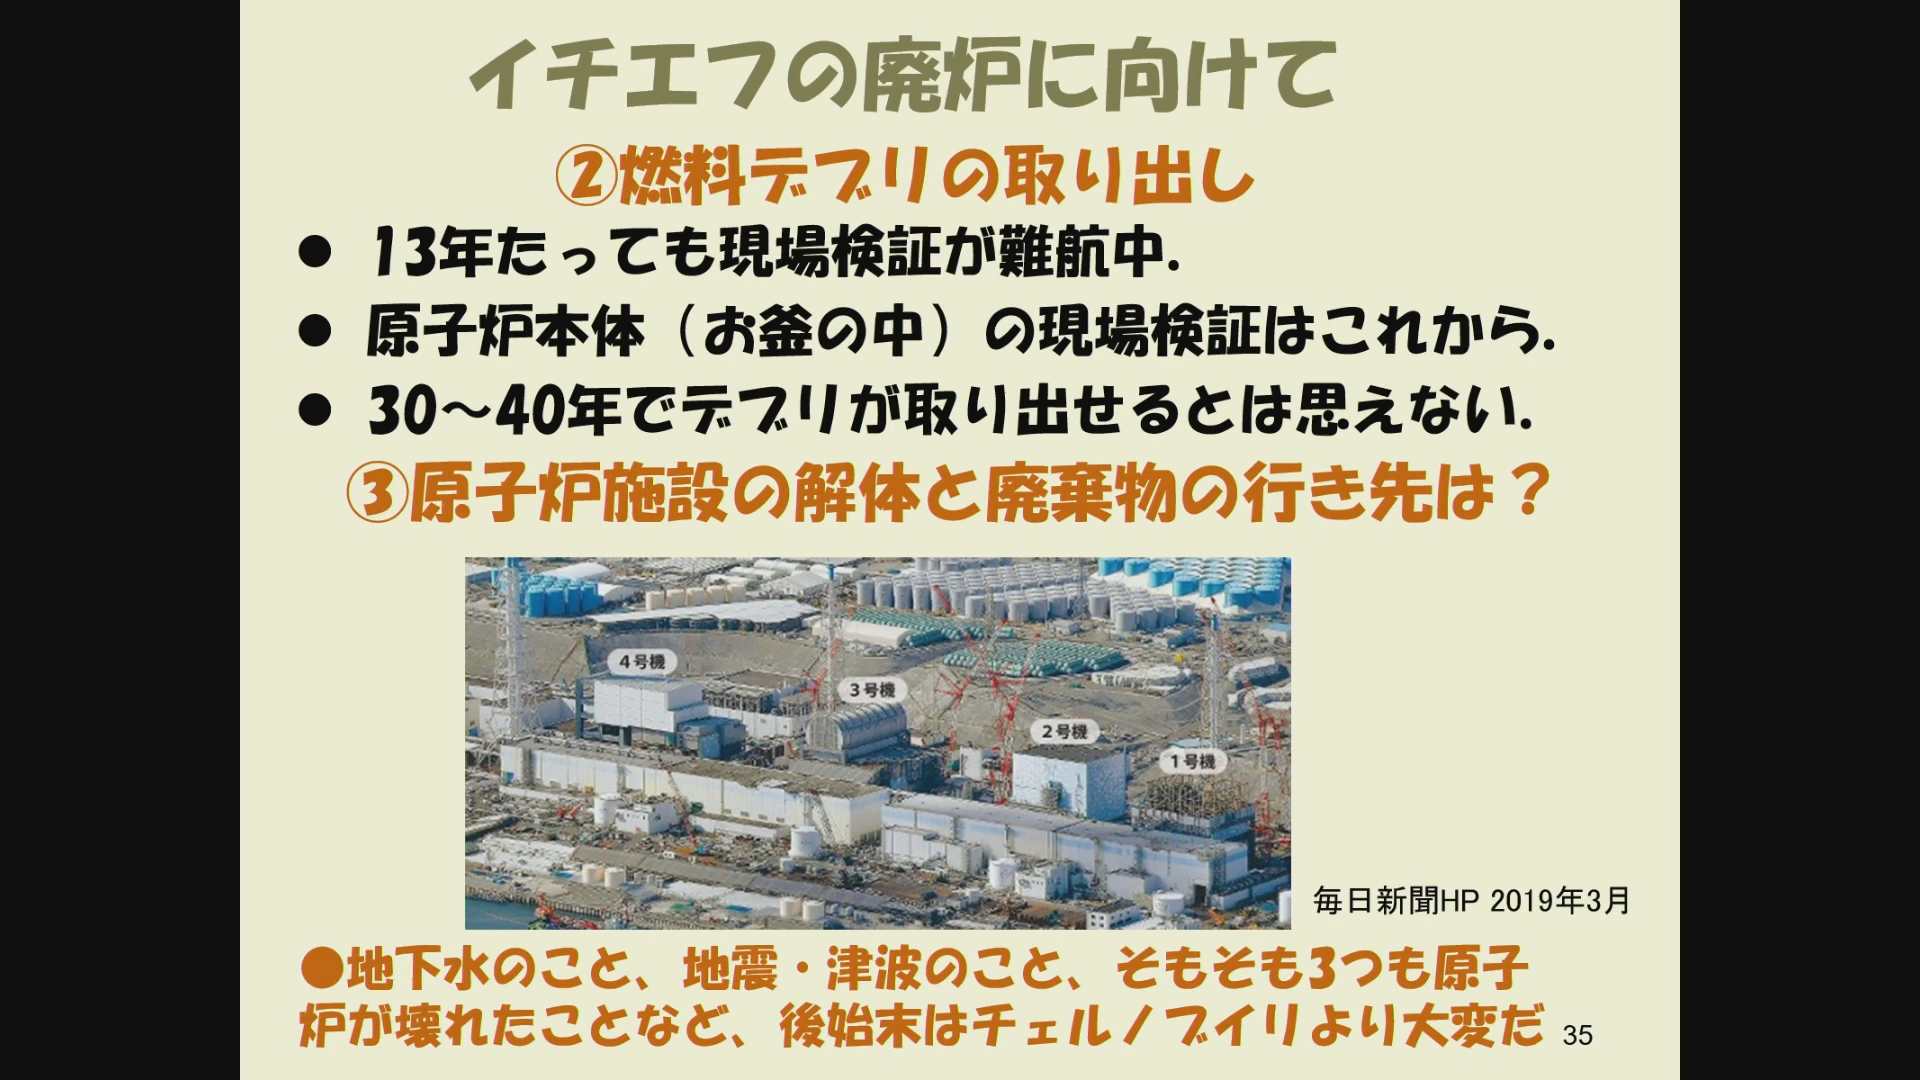 イチエフの廃炉に向けて
②燃料デブリの取り出し
● 13年たっても現場検証が難航中.
● 原子炉本体（お釜の中）の現場検証はこれから.
● 30～40年でデブリが取り出せるとは思えない.
③原子炉施設の解体と廃棄物の行き先は？
4号機
3号機
2号機
1号機
毎日新聞HP 2019年3月
●地下水のこと、地震・津波のこと、そもそも3つも原子
炉が壊れたことなど、後始末はチェルノブイリより大変だ
35